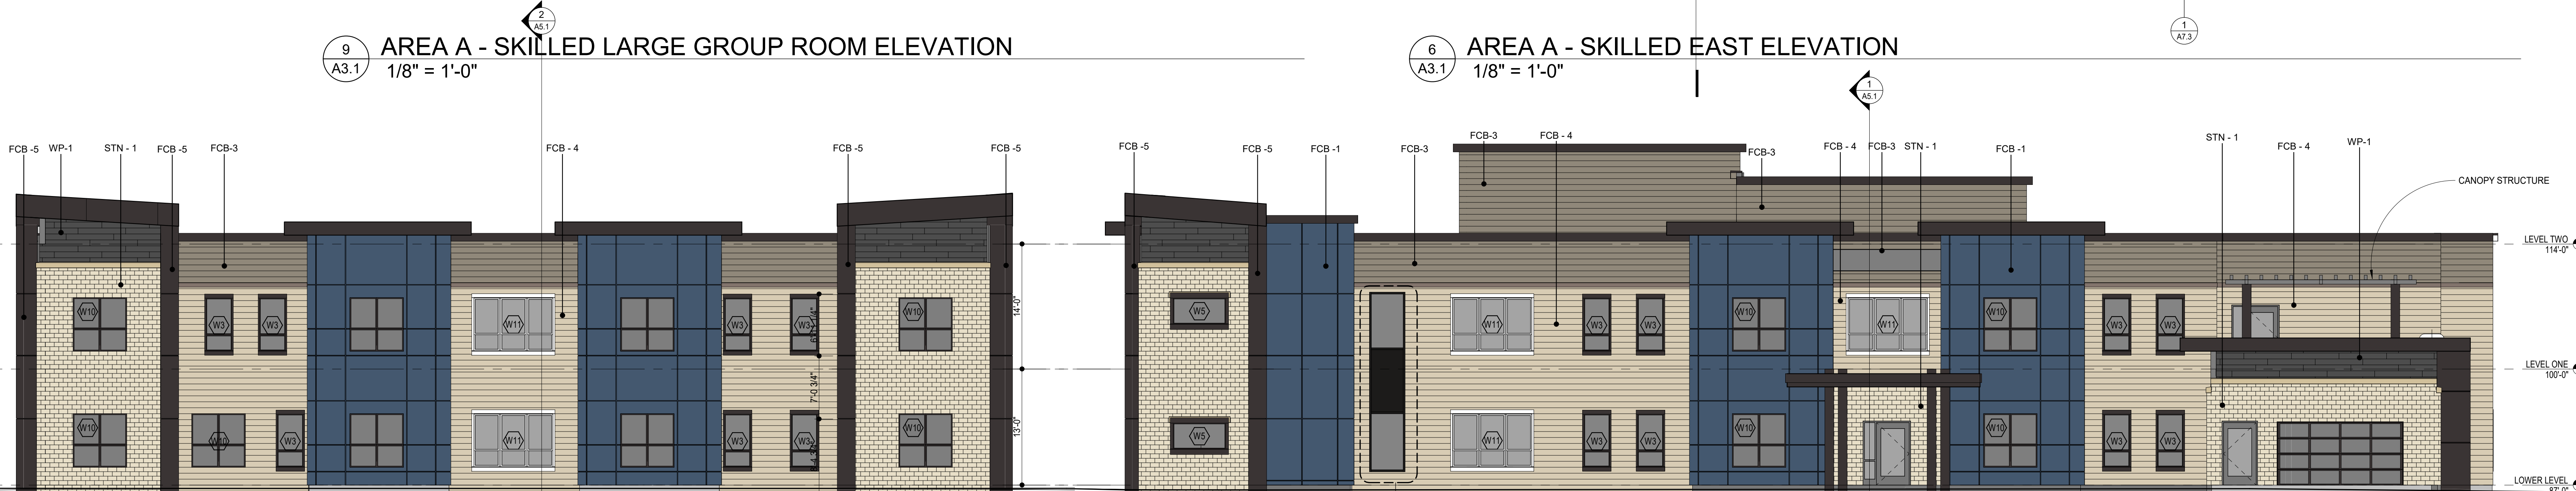 2
A5.1
9
A3.1
AREA A - SKILLED LARGE GROUP ROOM ELEVATION
1/8" = 1'-0"
6
A3.1
AREA A - SKILLED EAST ELEVATION
1/8" = 1'-0"
1
A7.3
1
A5.1
FCB -5
WP-1
STN - 1
FCB -5
FCB-3
FCB - 4
FCB -5
FCB -5
FCB -5
FCB -5
FCB -1
FCB-3
FCB-3
FCB - 4
FCB-3
FCB - 4
FCB-3
STN - 1
FCB -1
STN - 1
FCB - 4
WP-1
CANOPY STRUCTURE
LEVEL TWO
114'-0"
W10
W3
W3
W11
W3
W3
W10
14'-0"
W5
W11
W3
W3
W10
W11
W10
W3
W3
LEVEL ONE
100'-0"
7'-0 3/4"
W10
W10
W3
W11
W3
W3
W10
13'-0"
W5
W11
W3
W3
W10
W10
W3
W3
LOWER LEVEL
87'-0"